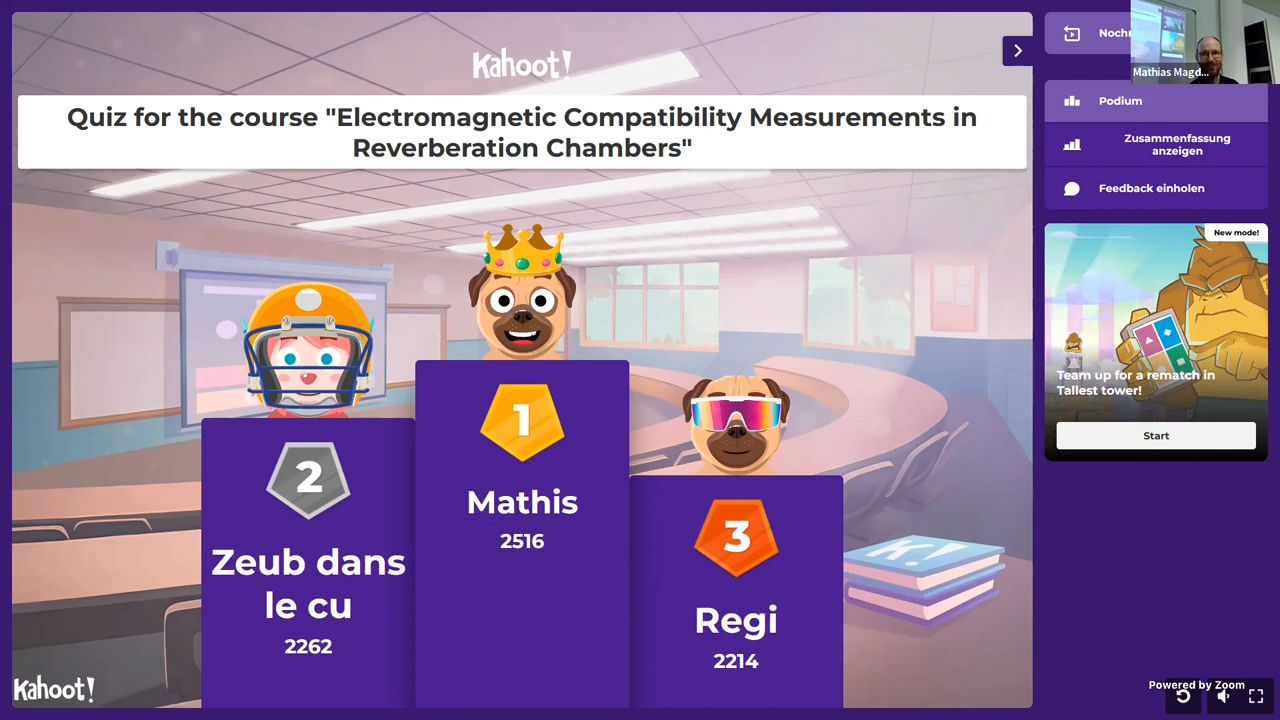 Kahoot!
Quiz for the course "Electromagnetic Compatibility Measurements in
Reverberation Chambers"
1
Mathis
2516
2
Zeub dans
le cu
2262
3
Regi
2214
K!
Kahoot!
Mathias Magd...
Podium
Zusammenfassung
anzeigen
Feedback einholen
New mode!
Team up for a rematch in
Tallest tower!
Start
Powered by Zoom